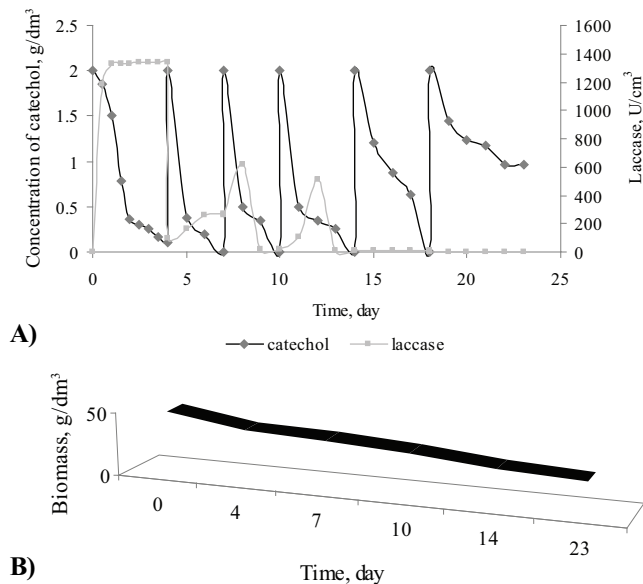 Concentration of catechol, g/dm³
2.5
2
1.5
1
0.5
0
1600
1400
1200
1000
800
600
400
200
0
Laccase, U/cm³
0 5 10 15 20 25
Time, day
A)
catechol laccase
Biomass, g/dm³
50
0
0 4 7 10 14 23
Time, day
B)